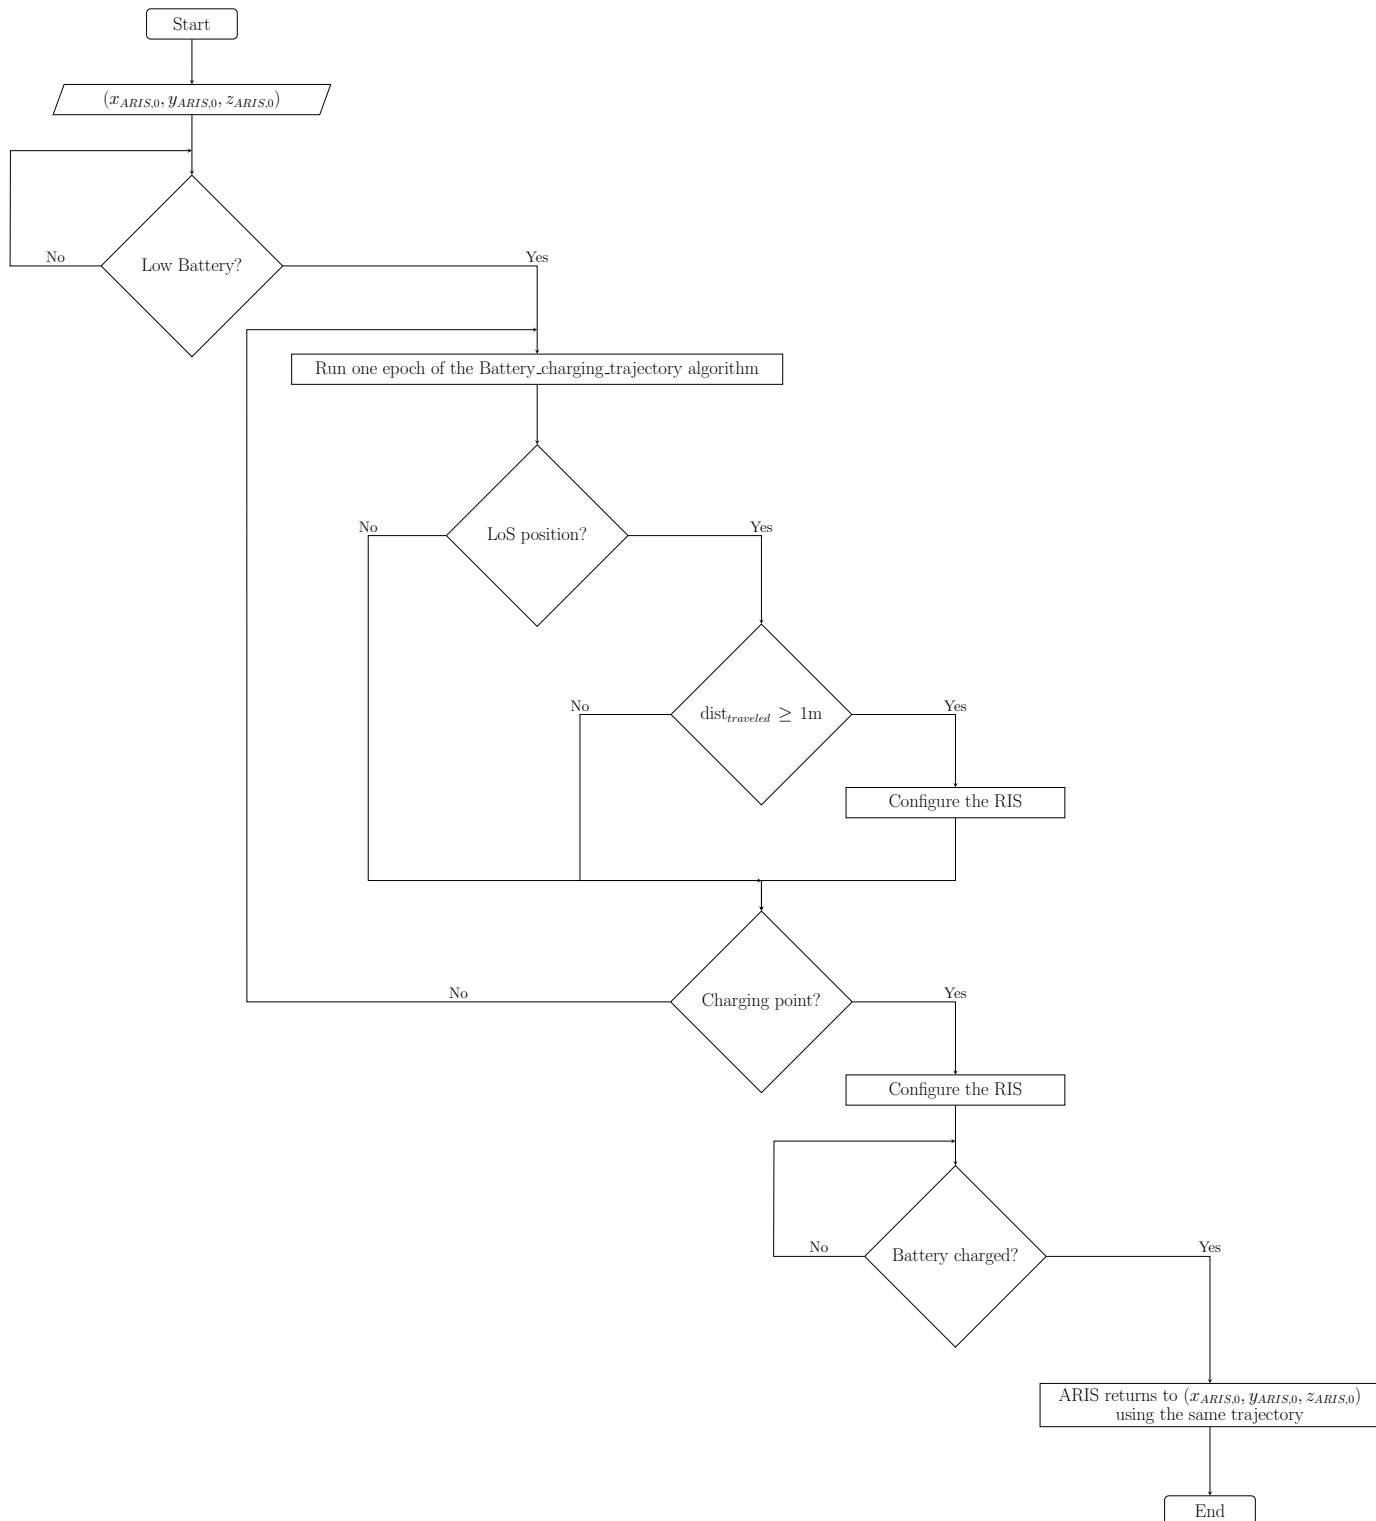 Start
(x_{ARIS,0}, y_{ARIS,0}, z_{ARIS,0})
No
Low Battery?
Yes
Run one epoch of the Battery_charging_trajectory algorithm
No
LoS position?
Yes
No
dist_{traveled} ≥ 1m
Yes
Configure the RIS
No
Charging point?
Yes
Configure the RIS
No
Battery charged?
Yes
ARIS returns to (x_{ARIS,0}, y_{ARIS,0}, z_{ARIS,0})
using the same trajectory
End